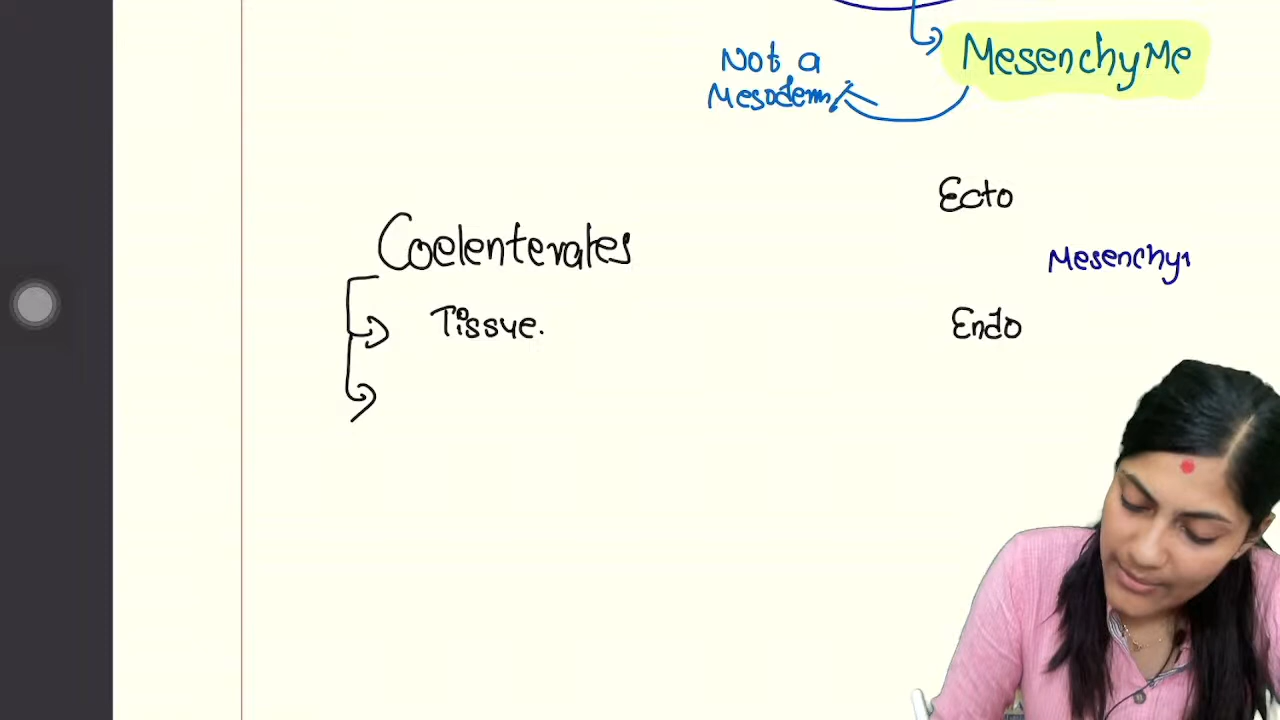 MesenchyMe
Not a
Mesoderm
Ecto
Coelenterates
Mesenchy
Endo
Tissue.